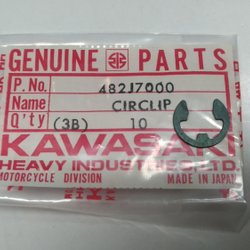 GENUINE PARTS
P. No. 482J7000
Name CIRCLIP
Q'ty (3B) 10
KAWASAKI
HEAVY INDUSTRIES, LTD.
MOTORCYCLE DIVISION MADE IN JAPAN